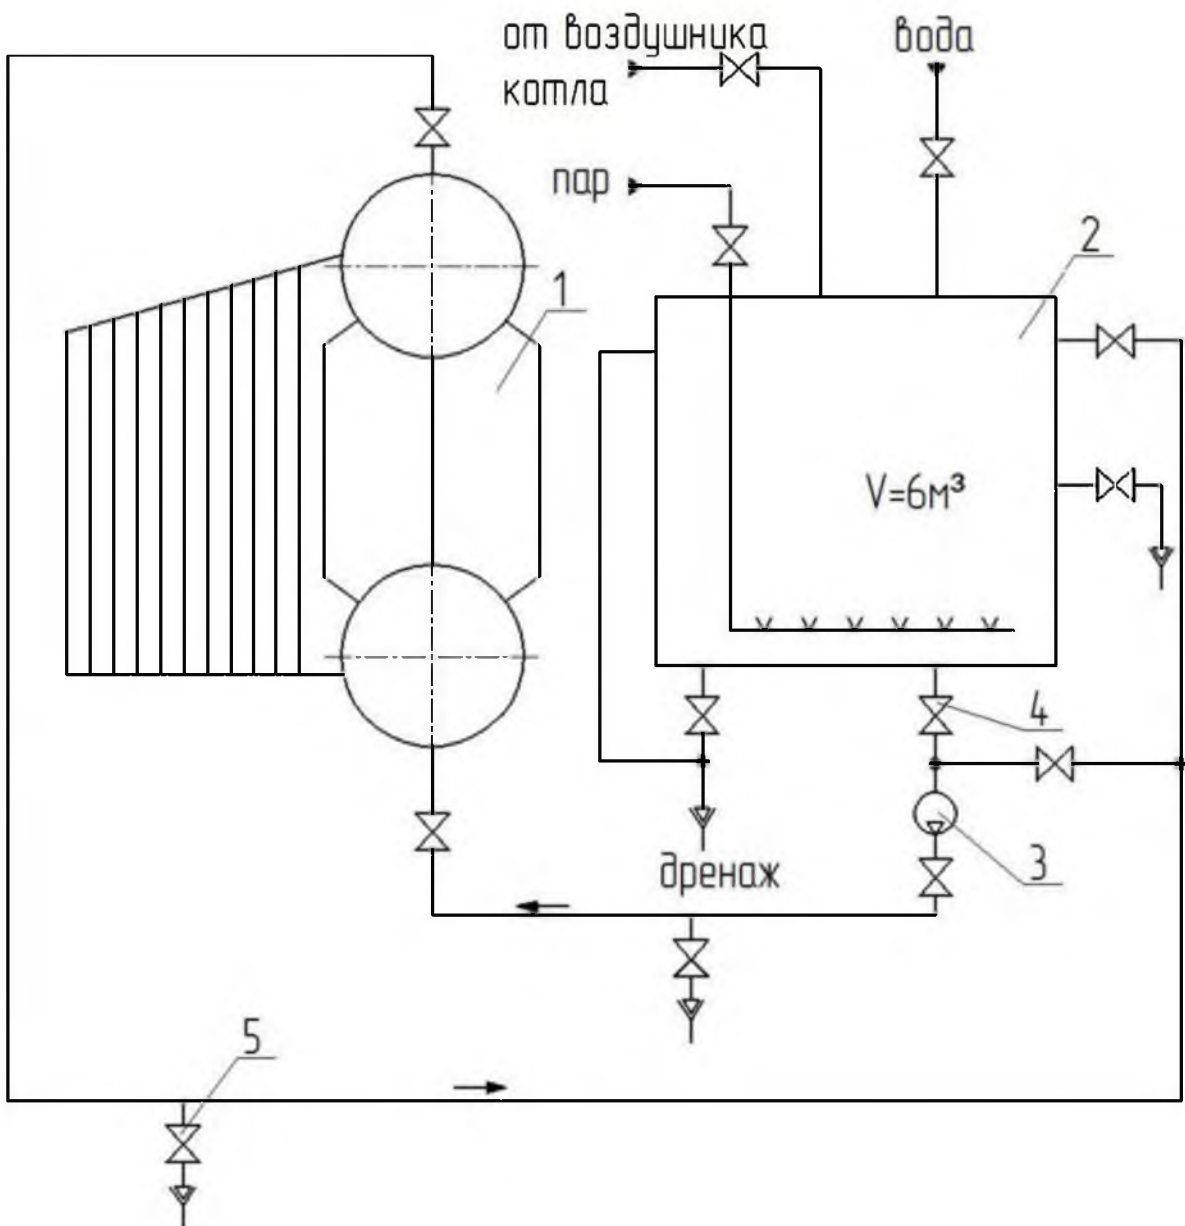 от воздушника
котла
вода
пар
2
1
V=6м³
4
3
дренаж
5